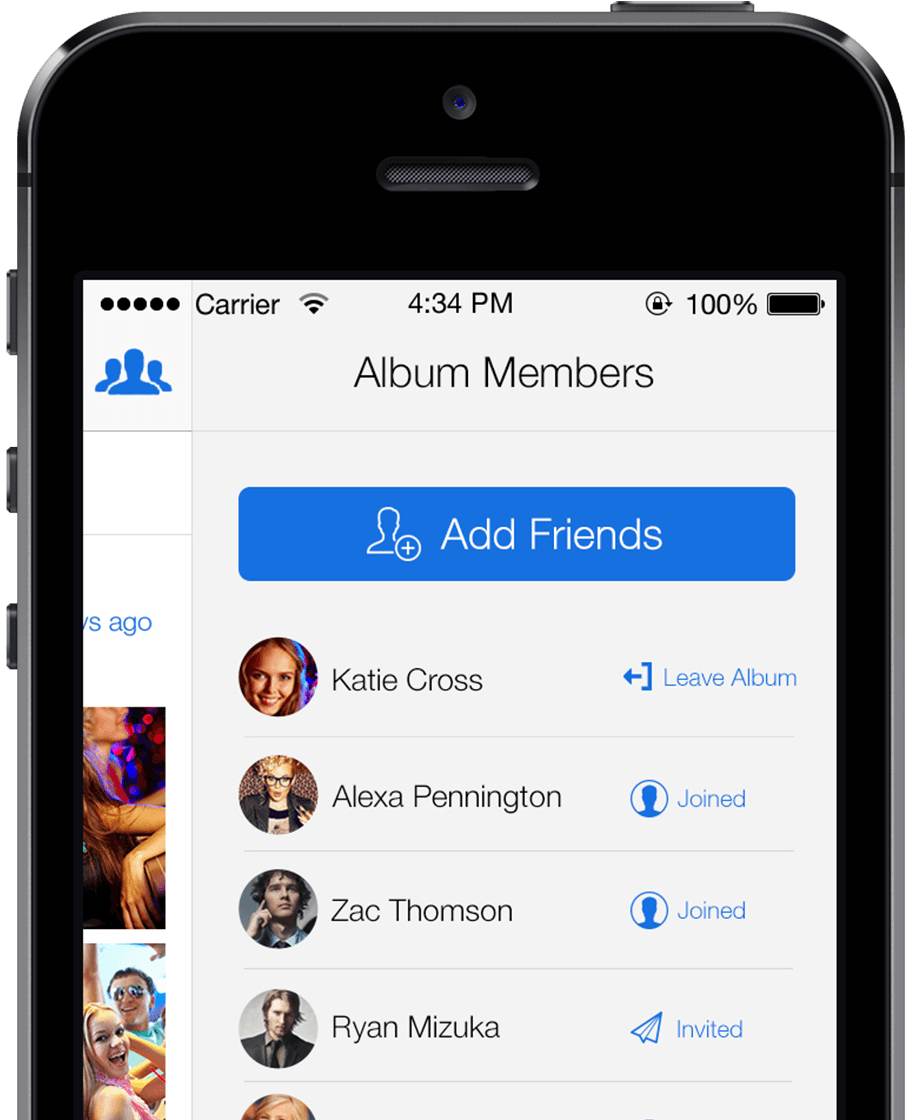 Carrier 4:34 PM 100%
Album Members
Add Friends
ago
Katie Cross Leave Album
Alexa Pennington Joined
Zac Thomson Joined
Ryan Mizuka Invited